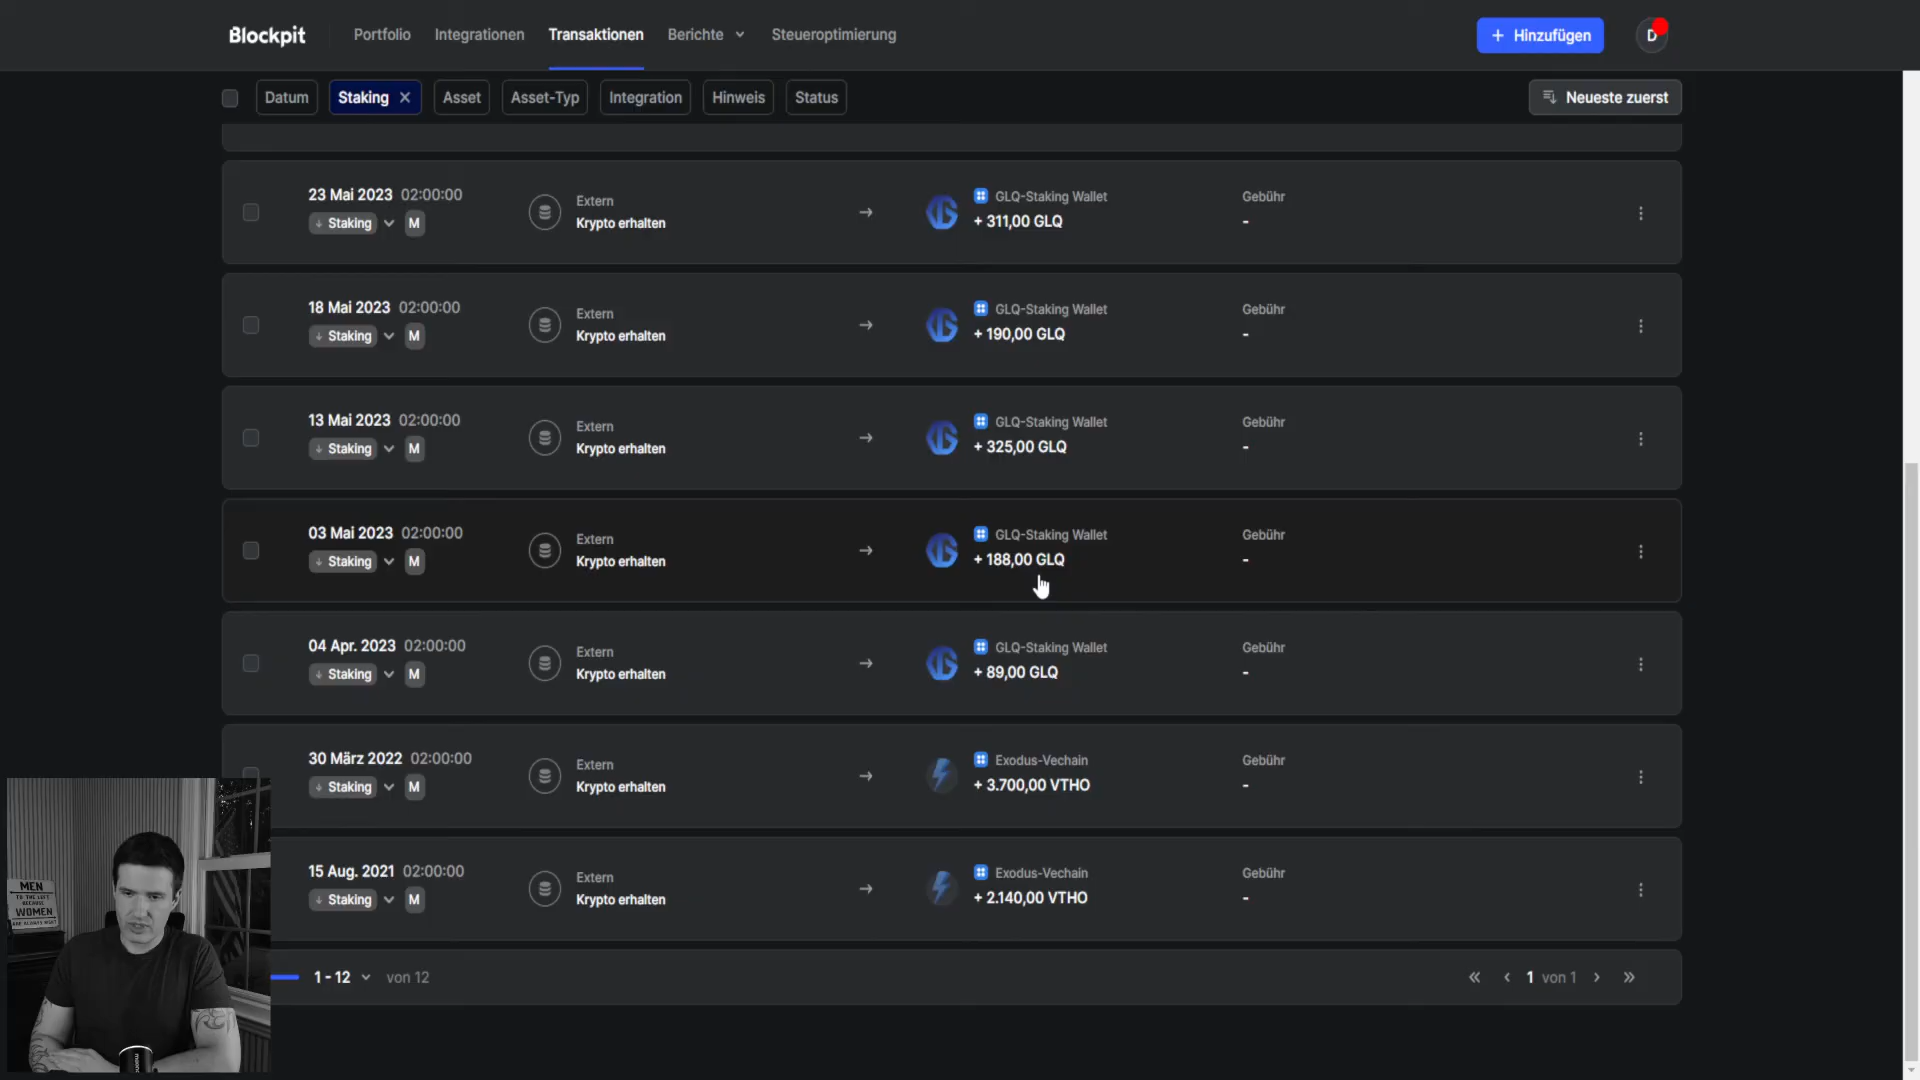 Blockpit Portfolio Integrationen Transaktionen Berichte Steueroptimierung + Hinzufügen D
Datum Staking Asset Asset-Typ Integration Hinweis Status Neueste zuerst
23 Mai 2023 02:00:00 Extern GLQ-Staking Wallet Gebühr
Staking M Krypto erhalten → + 311,00 GLQ -
18 Mai 2023 02:00:00 Extern GLQ-Staking Wallet Gebühr
Staking M Krypto erhalten → + 190,00 GLQ -
13 Mai 2023 02:00:00 Extern GLQ-Staking Wallet Gebühr
Staking M Krypto erhalten → + 325,00 GLQ -
03 Mai 2023 02:00:00 Extern GLQ-Staking Wallet Gebühr
Staking M Krypto erhalten → + 188,00 GLQ -
04 Apr. 2023 02:00:00 Extern GLQ-Staking Wallet Gebühr
Staking M Krypto erhalten → + 89,00 GLQ -
30 März 2022 02:00:00 Extern Exodus-Vechain Gebühr
Staking M Krypto erhalten → + 3.700,00 VTHO -
15 Aug. 2021 02:00:00 Extern Exodus-Vechain Gebühr
Staking M Krypto erhalten → + 2.140,00 VTHO -
1 - 12 von 12 « ‹ 1 von 1 › »
MEN
TO THE LEFT
BECAUSE
WOMEN
ARE ALWAYS RIGHT